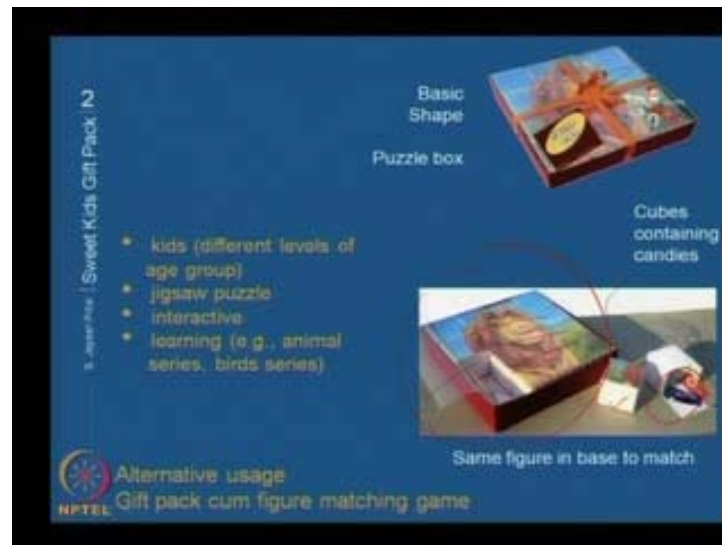 Sweet Kids Gift Pack 2
Basic
Shape
Puzzle box
Cubes
containing
candies
• kids (different levels of
age group)
• jigsaw puzzle
• interactive
• learning (e.g., animal
series, birds series)
Same figure in base to match
Alternative usage
Gift pack cum figure matching game
NPTEL